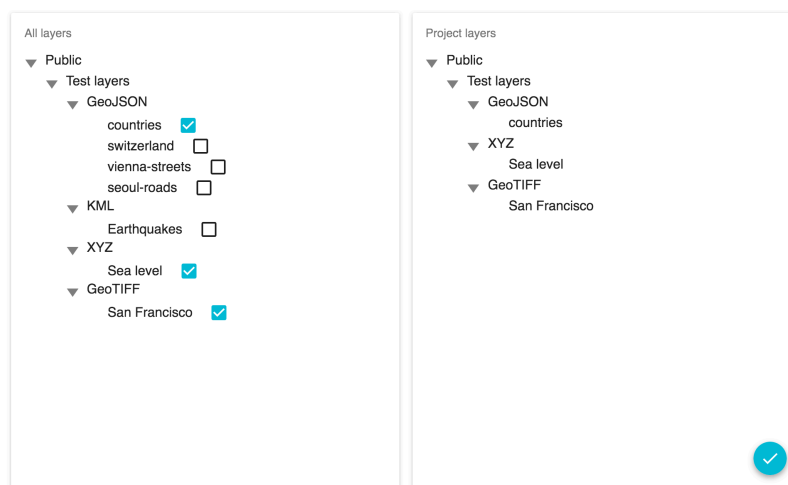 All layers
Public
Test layers
GeoJSON
countries
switzerland
vienna-streets
seoul-roads
KML
Earthquakes
XYZ
Sea level
GeoTIFF
San Francisco
Project layers
Public
Test layers
GeoJSON
countries
XYZ
Sea level
GeoTIFF
San Francisco